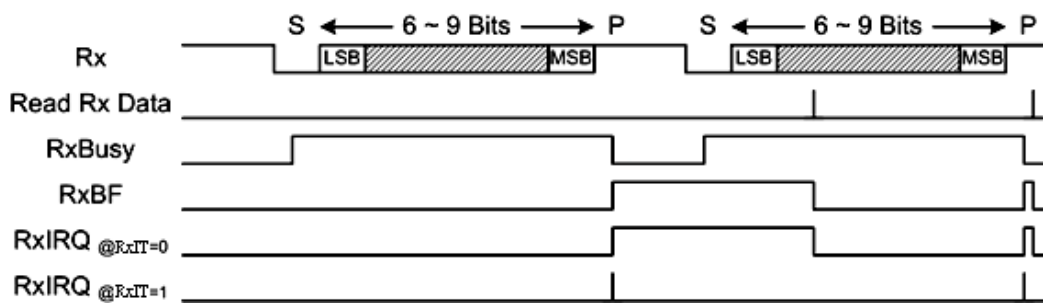 S 6 ~ 9 Bits P S 6 ~ 9 Bits P
Rx LSB MSB LSB MSB
Read Rx Data
RxBusy
RxBF
RxIRQ @RxIT=0
RxIRQ @RxIT=1